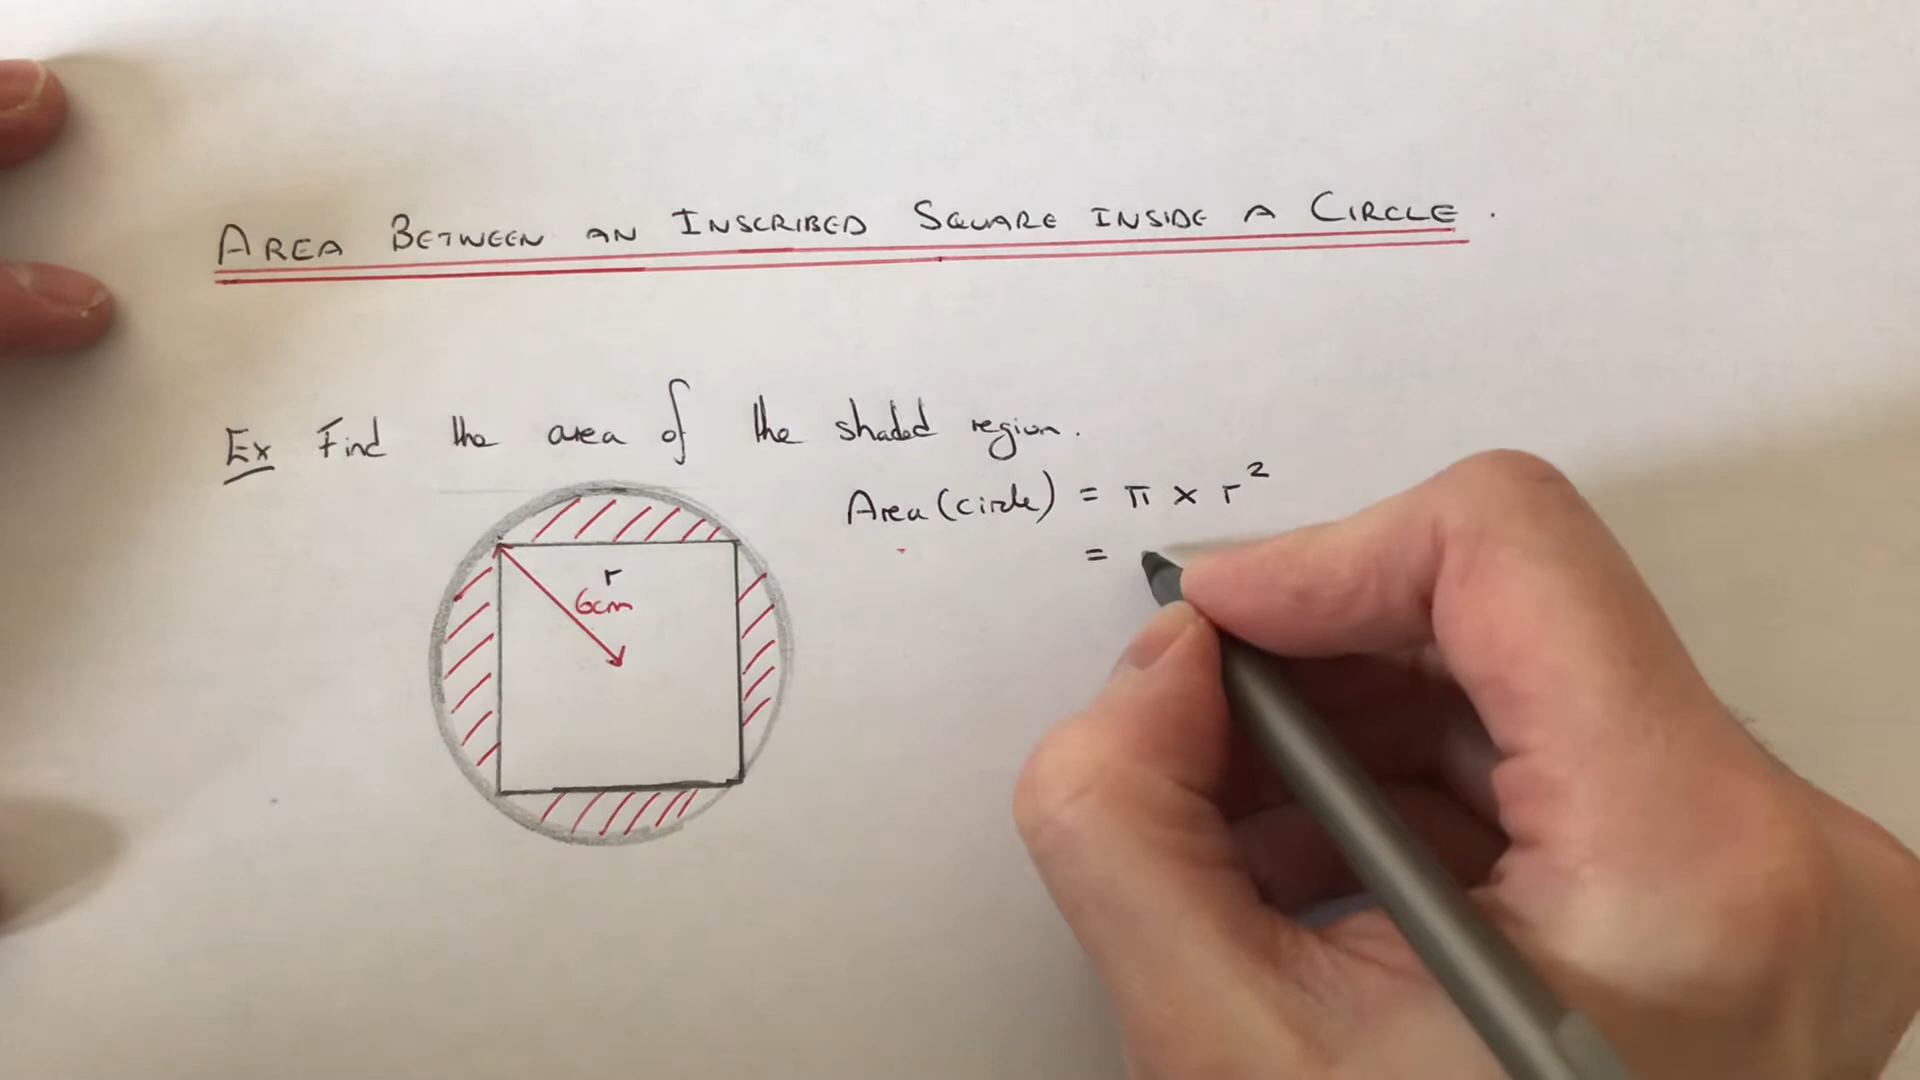 AREA BETWEEN AN INSCRIBED SQUARE INSIDE A CIRCLE.
Ex Find the area of the shaded region.
Area (circle) = π × r²
=
r
6cm